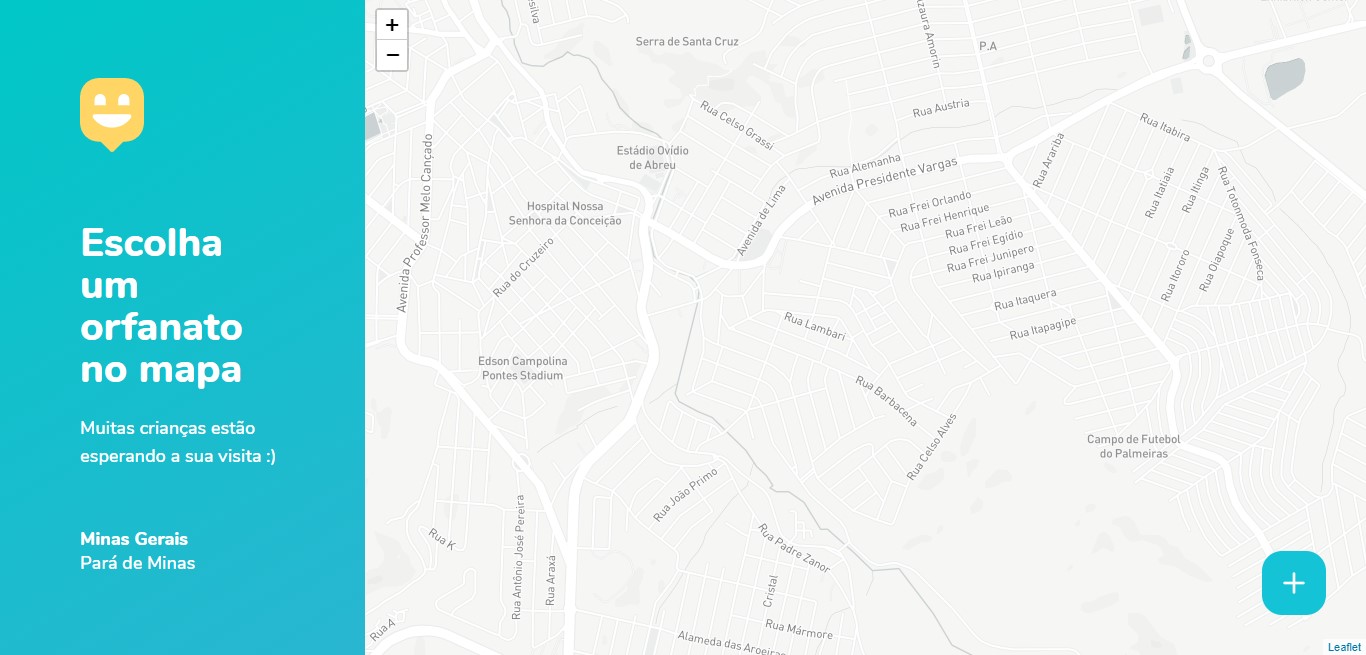 Escolha
um
orfanato
no mapa
Muitas crianças estão
esperando a sua visita :)
Minas Gerais
Pará de Minas
+
−
Serra de Santa Cruz
P.A
Rua Austria
Rua Celso Grassi
Rua Itabira
Estádio Ovídio
de Abreu
Rua Alemanha
Avenida Presidente Vargas
Rua Arariba
Avenida Professor Melo Cançado
Hospital Nossa
Senhora da Conceição
Avenida de Lima
Rua Frei Orlando
Rua Frei Henrique
Rua Frei Leão
Rua Frei Egídio
Rua Frei Junipero
Rua Ipiranga
Rua Itatiaia
Rua Itinga
Rua Totonmoda Fonseca
Rua do Cruzeiro
Rua Itororo
Rua Oiapoque
Rua Itaquera
Rua Itapagipe
Rua Lambari
Edson Campolina
Pontes Stadium
Rua Barbacena
Rua Celso Alves
Campo de Futebol
do Palmeiras
Rua João Primo
Rua K
Rua Antônio José Pereira
Rua Araxá
Rua Padre Zanor
Cristal
Rua A
Rua Mármore
Alameda das Aroeiras
+
Leaflet